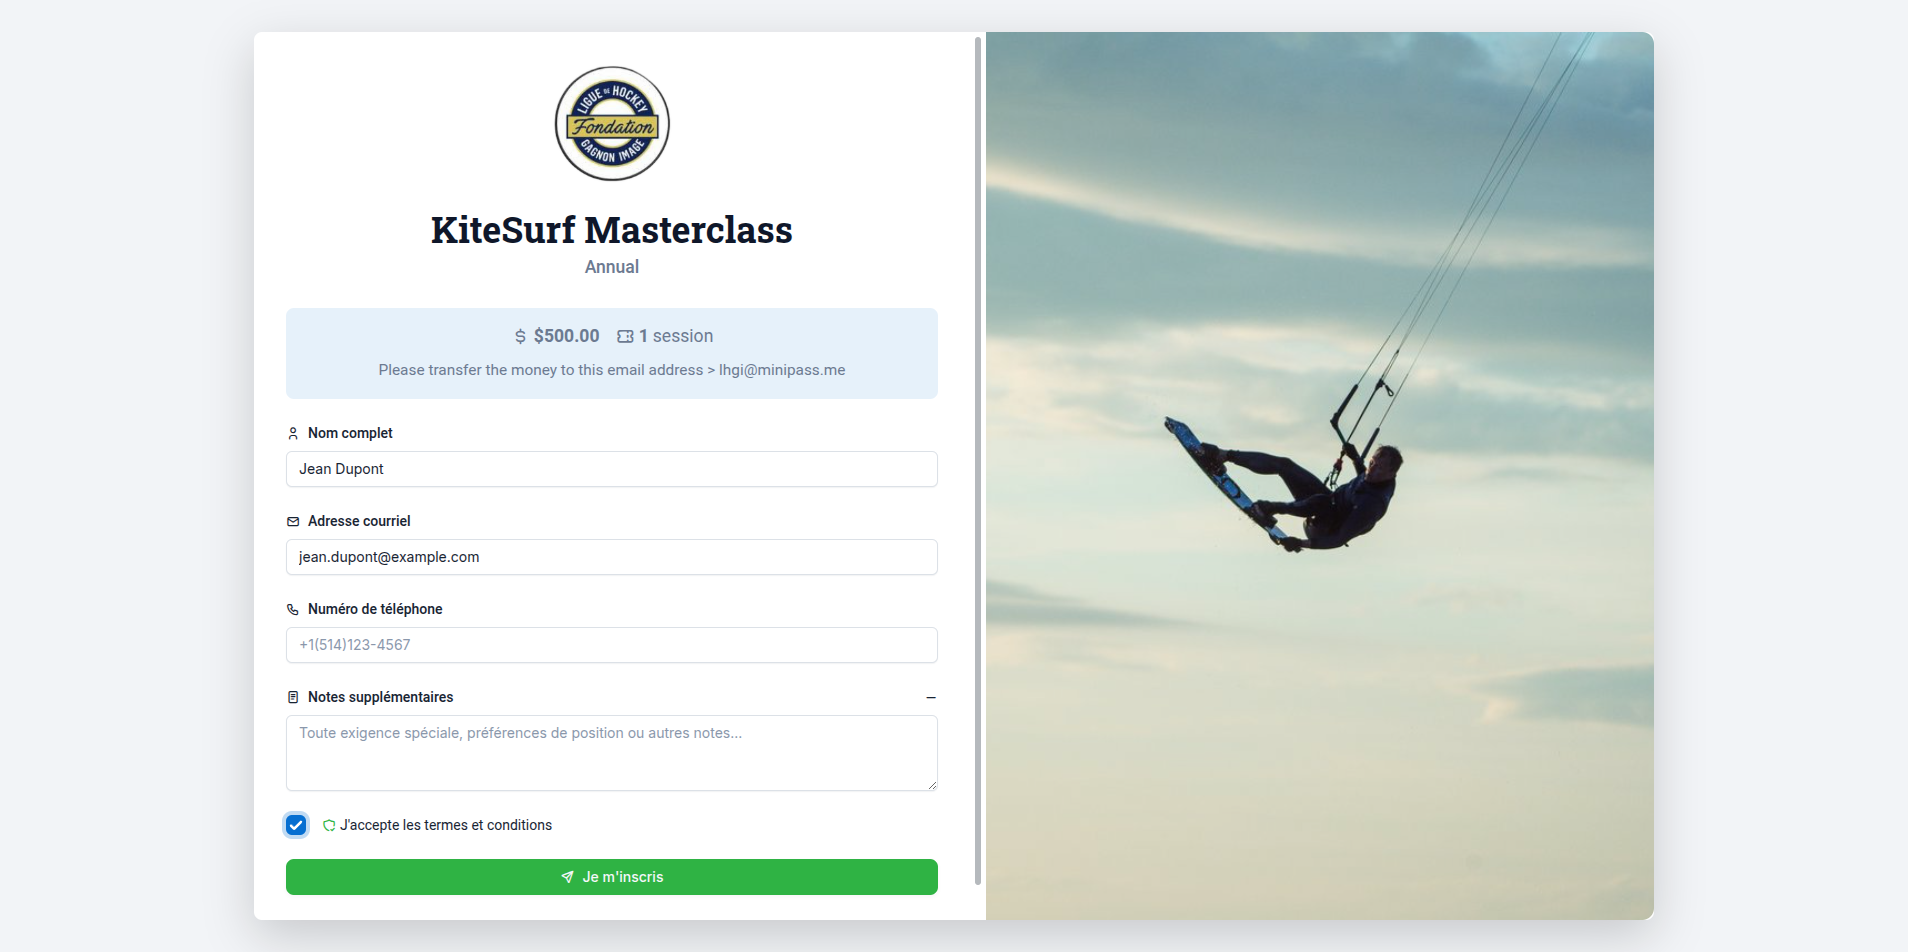 LIGUE DE HOCKEY
Fondation
GAGNON IMAGE
KiteSurf Masterclass
Annual
$500.00 1 session
Please transfer the money to this email address > lhgi@minipass.me
Nom complet
Jean Dupont
Adresse courriel
jean.dupont@example.com
Numéro de téléphone
+1(514)123-4567
Notes supplémentaires
Toute exigence spéciale, préférences de position ou autres notes...
J'accepte les termes et conditions
Je m'inscris